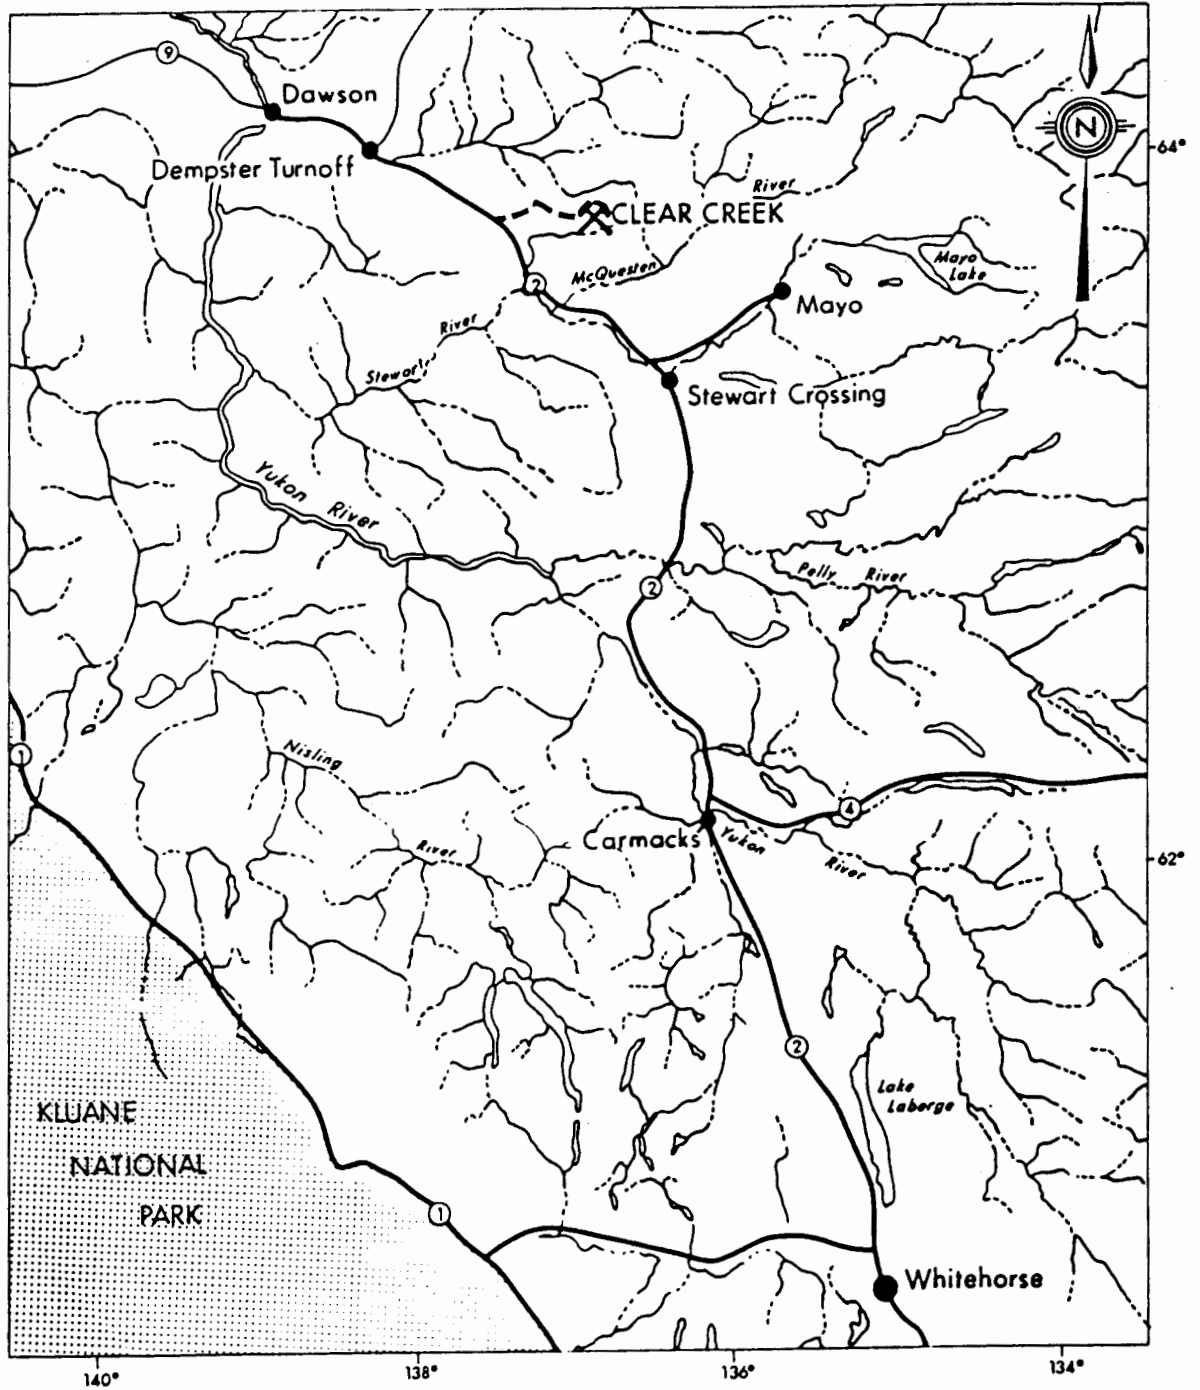 9
Dawson
Dempster Turnoff
N
64°
River
CLEAR CREEK
McQuesten
Mayo
Lake
2
Mayo
River
Stewart
Stewart Crossing
Yukon
River
Pelly River
2
1
Nisling
River
4
Carmacks
Yukon
River
62°
2
Lake
Laberge
KLUANE
NATIONAL
PARK
1
Whitehorse
140°
138°
136°
134°